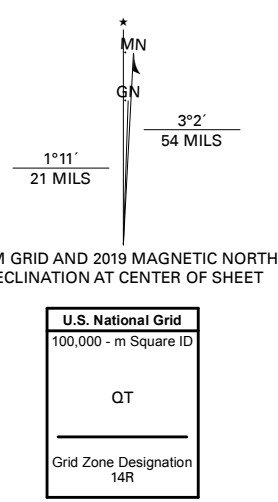 ★
MN
GN
3°2´
54 MILS
1°11´
21 MILS
GRID AND 2019 MAGNETIC NORTH
AT CENTER OF SHEET
U.S. National Grid
100,000 - m Square ID
QT
Grid Zone Designation
14R